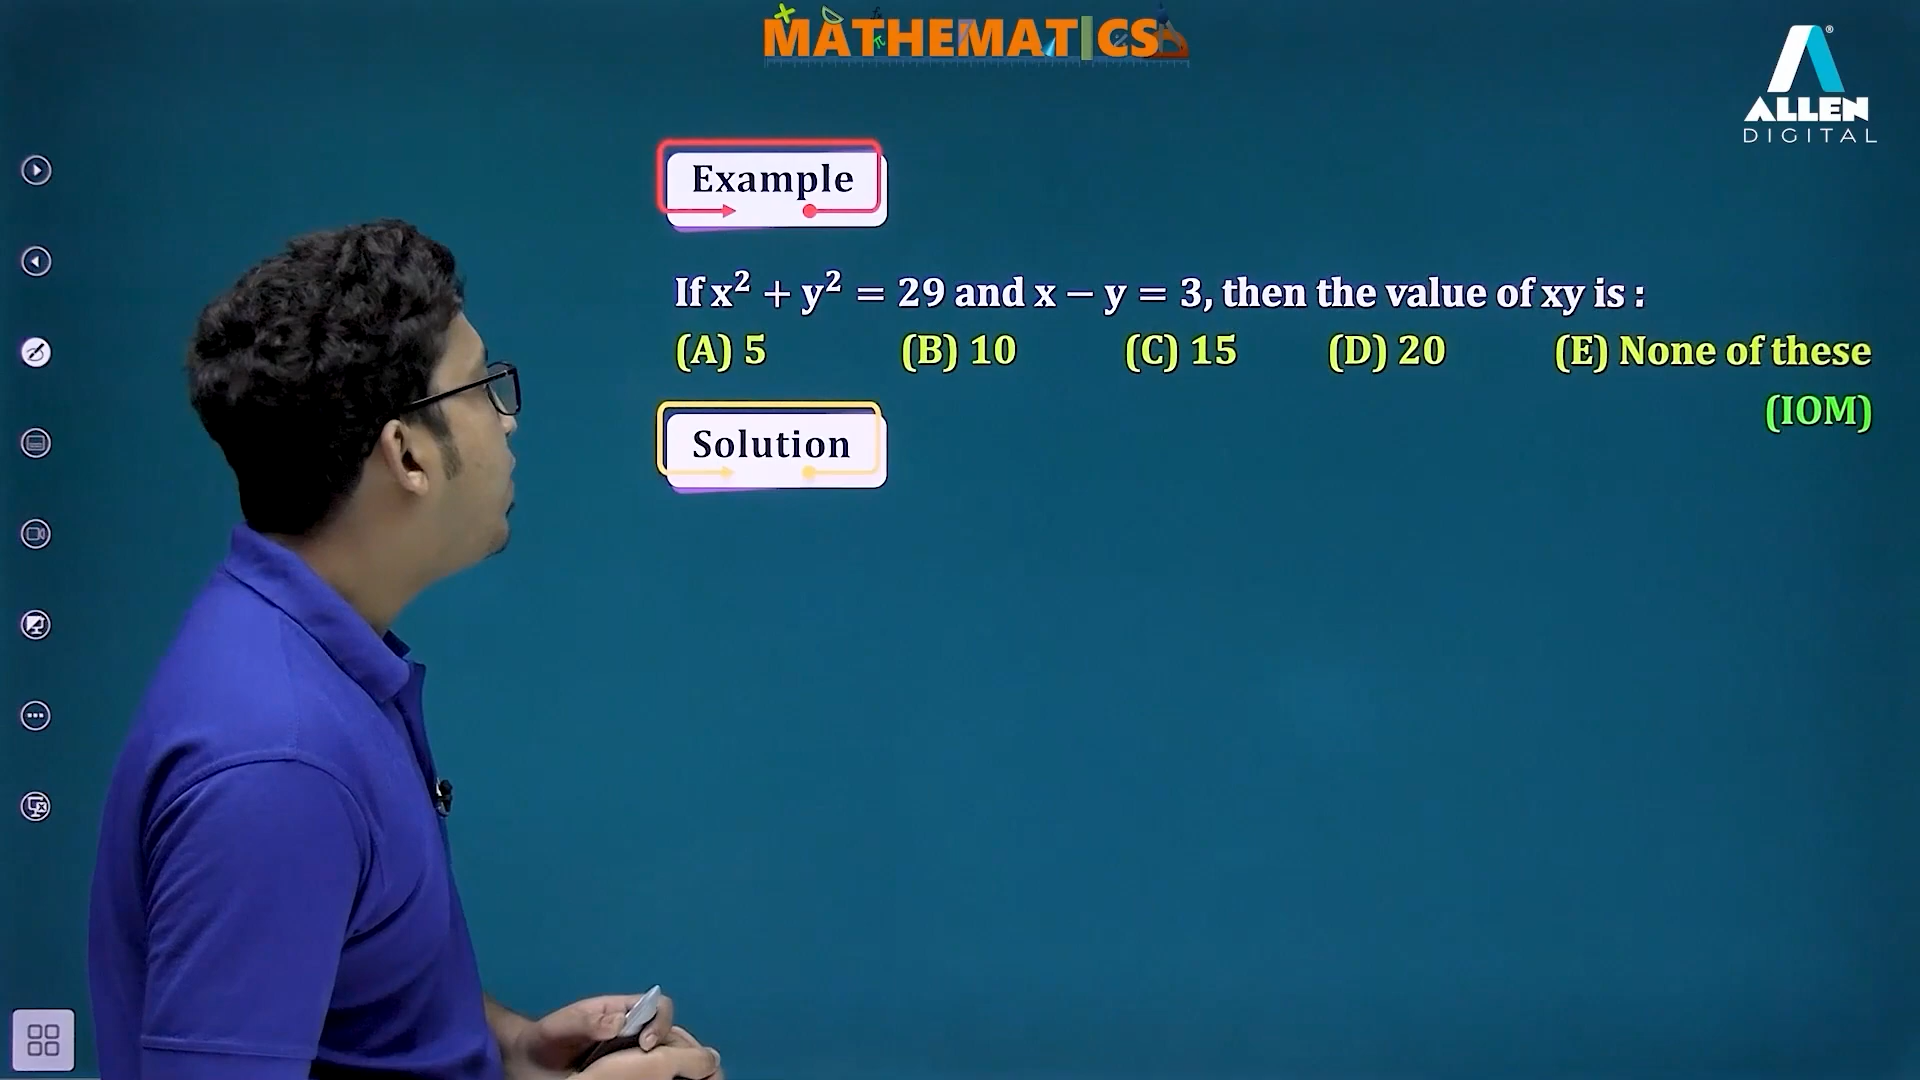 MATHEMATICS
ALLEN
DIGITAL
Example
If x² + y² = 29 and x − y = 3, then the value of xy is :
(A) 5 (B) 10 (C) 15 (D) 20 (E) None of these
(IOM)
Solution